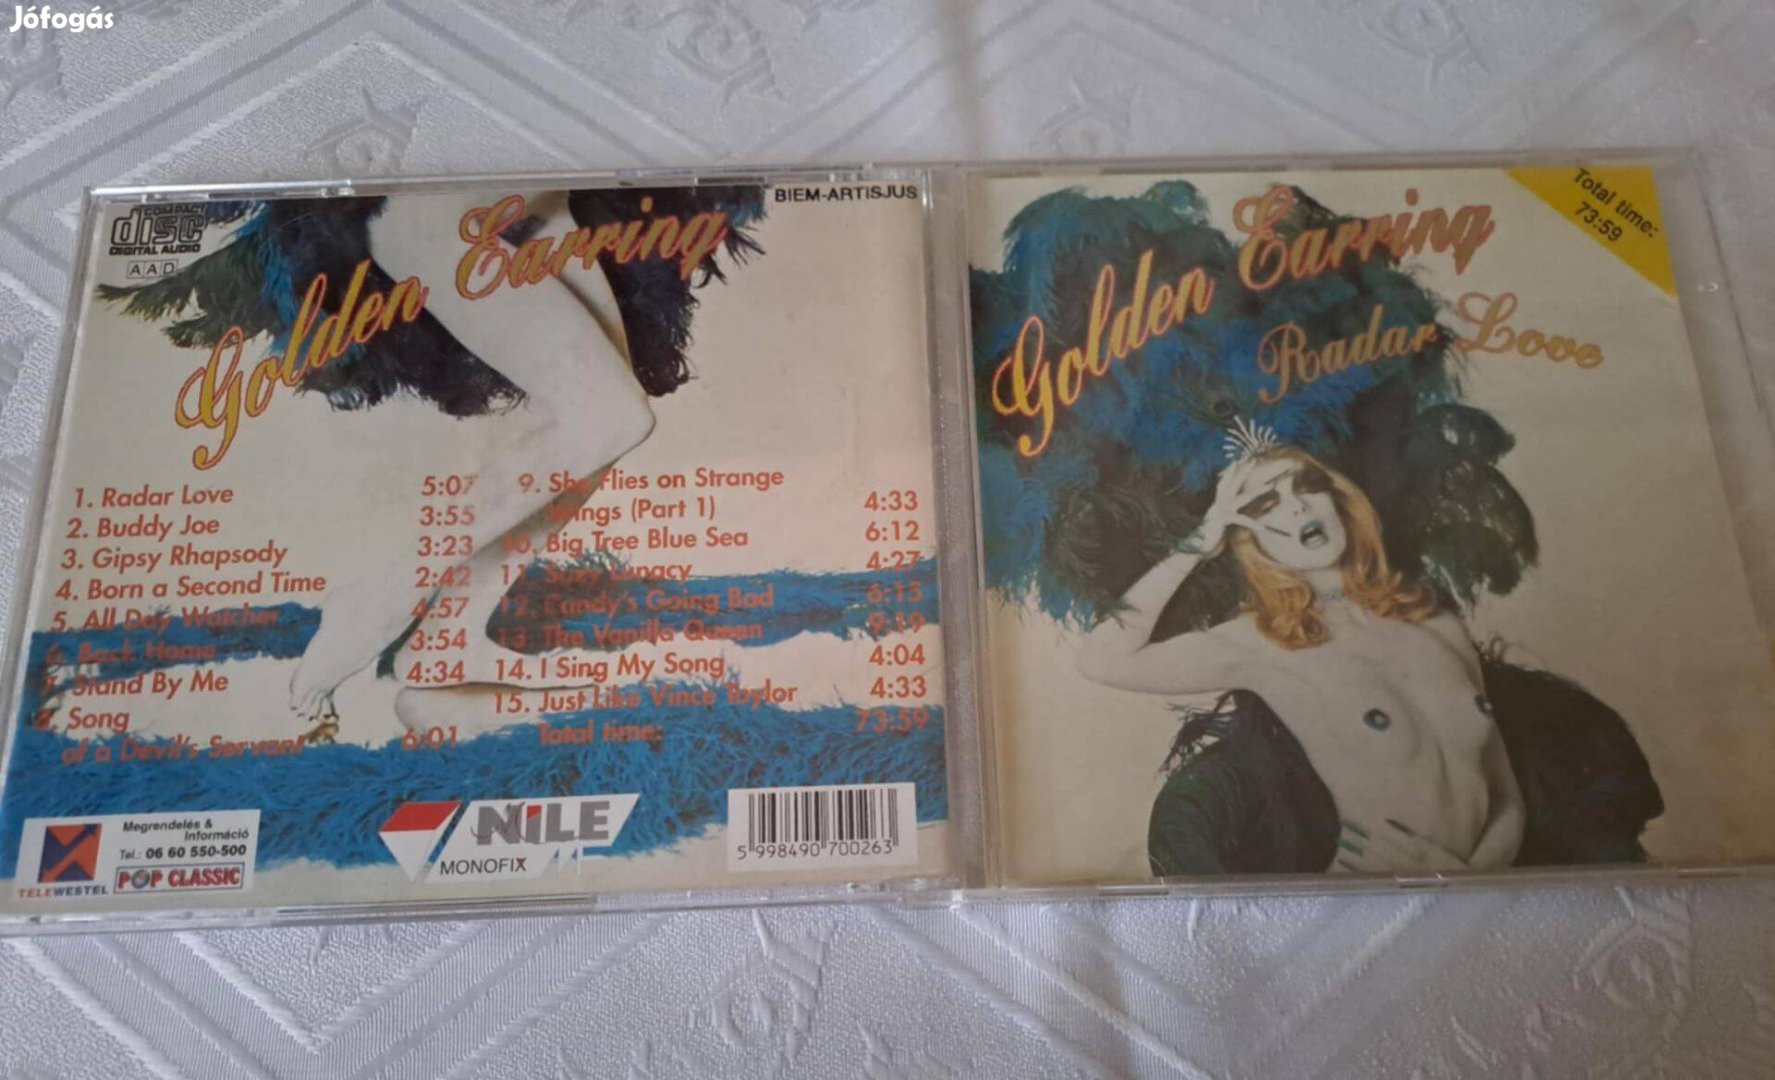 Jófogás
COMPACT
disc
DIGITAL AUDIO
AAD
BIEM-ARTISJUS
Golden Earring
1. Radar Love 5:07
2. Buddy Joe 3:55
3. Gipsy Rhapsody 3:23
4. Born a Second Time 2:42
5. All Day Watcher 4:57
6. Back Home 3:54
7. Stand By Me 4:34
8. Song
of a Devil's Servant 6:01
9. She Flies on Strange
Wings (Part 1) 4:33
10. Big Tree Blue Sea 6:12
11. Suzy Lunacy 4:27
12. Candy's Going Bad 6:15
13. The Vanilla Queen 9:19
14. I Sing My Song 4:04
15. Just Like Vince Taylor 4:33
Total time: 73:59
TELEWESTEL
Megrendelés &
Információ
Tel.: 06 60 550-500
POP CLASSIC
NILE
MONOFIX
5 998490 700263
Total time:
73:59
Golden Earring
Radar Love